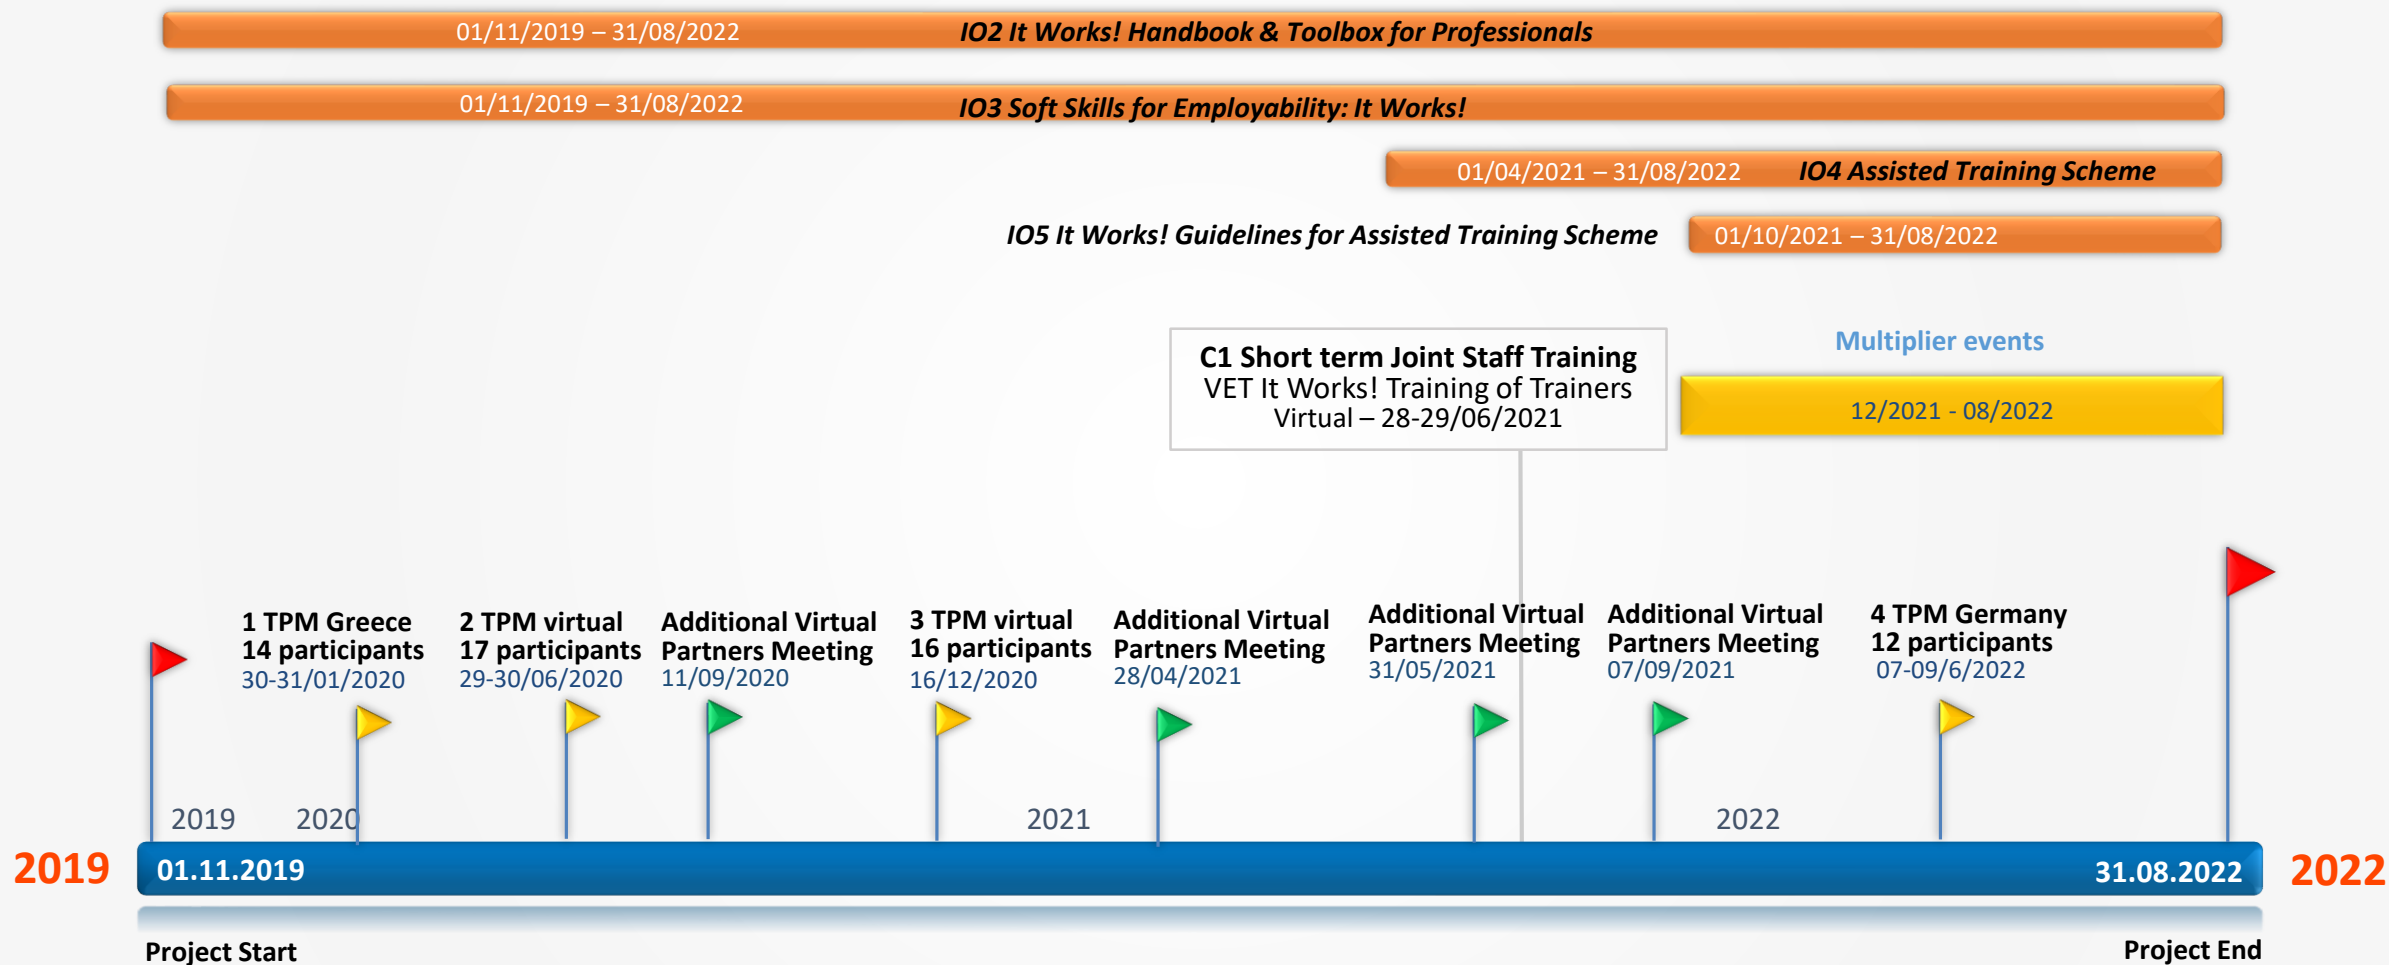 01/11/2019 – 31/08/2022 IO2 It Works! Handbook & Toolbox for Professionals
01/11/2019 – 31/08/2022 IO3 Soft Skills for Employability: It Works!
01/04/2021 – 31/08/2022 IO4 Assisted Training Scheme
IO5 It Works! Guidelines for Assisted Training Scheme 01/10/2021 – 31/08/2022
C1 Short term Joint Staff Training
VET It Works! Training of Trainers
Virtual – 28-29/06/2021
Multiplier events
12/2021 - 08/2022
1 TPM Greece
14 participants
30-31/01/2020
2 TPM virtual
17 participants
29-30/06/2020
Additional Virtual
Partners Meeting
11/09/2020
3 TPM virtual
16 participants
16/12/2020
Additional Virtual
Partners Meeting
28/04/2021
Additional Virtual
Partners Meeting
31/05/2021
Additional Virtual
Partners Meeting
07/09/2021
4 TPM Germany
12 participants
07-09/6/2022
2019 2020 2021 2022
2019 01.11.2019 31.08.2022 2022
Project Start Project End